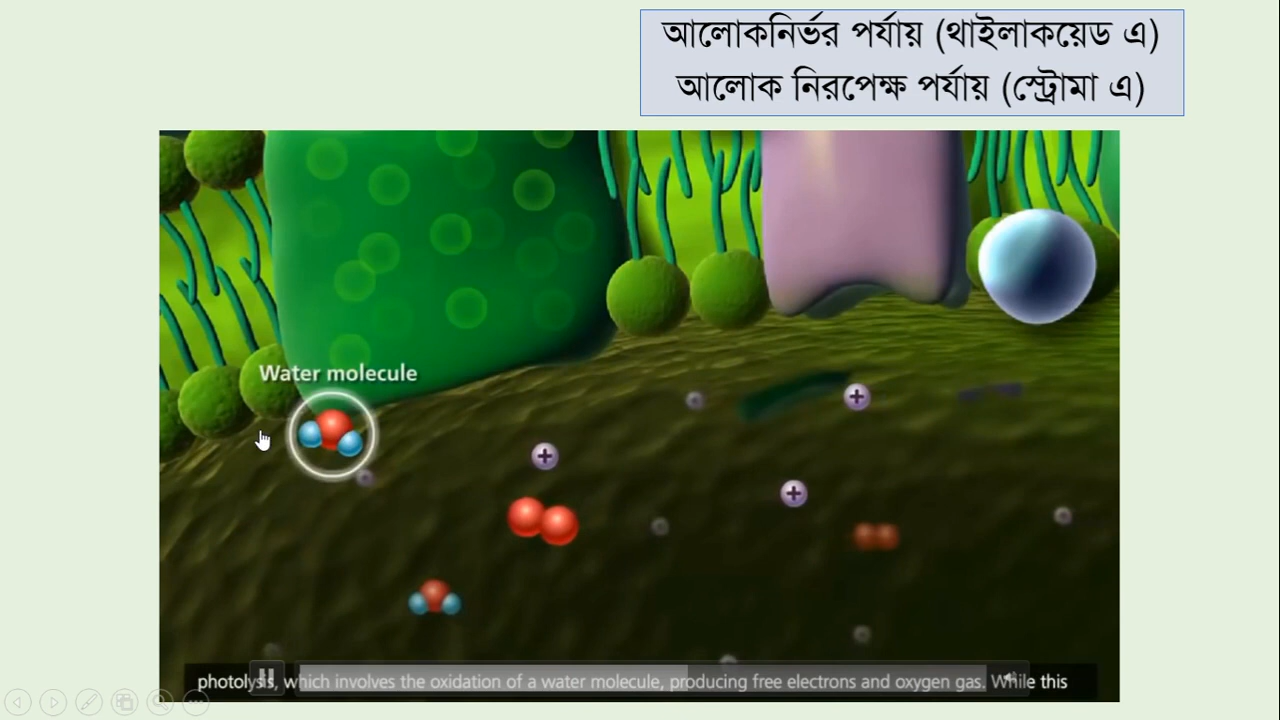 আলোকনির্ভর পর্যায় (থাইলাকয়েড এ)
আলোক নিরপেক্ষ পর্যায় (স্ট্রোমা এ)
Water molecule
photolysis, which involves the oxidation of a water molecule, producing free electrons and oxygen gas. While this